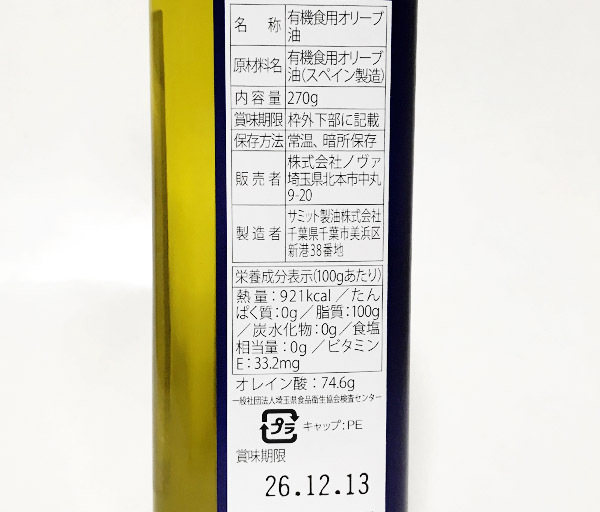 名称 有機食用オリーブ
油
原材料名 有機食用オリーブ
油(スペイン製造)
内容量 270g
賞味期限 枠外下部に記載
保存方法 常温、暗所保存
販売者 株式会社ノヴァ
埼玉県北本市中丸
9-20
製造者 サミット製油株式会社
千葉県千葉市美浜区
新港38番地
栄養成分表示(100gあたり)
熱量:921kcal/たん
ぱく質:0g/脂質:100g
/炭水化物:0g/食塩
相当量:0g/ビタミン
E:33.2mg
オレイン酸:74.6g
一般社団法人埼玉県食品衛生協会検査センター
プラ キャップ:PE
賞味期限
26.12.13